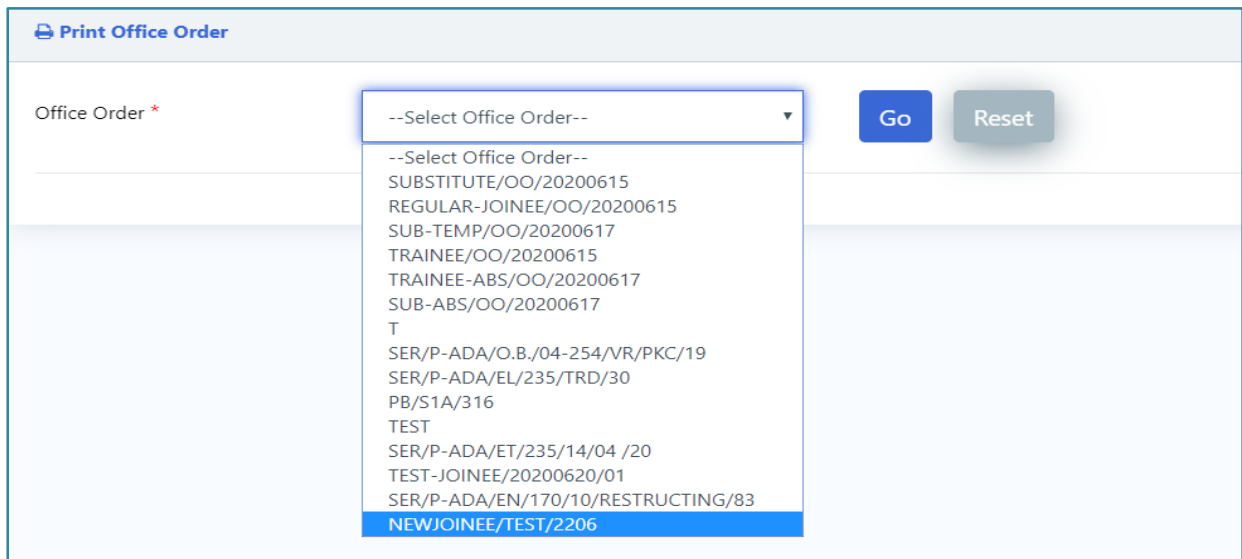 Print Office Order
Office Order * --Select Office Order-- Go Reset
--Select Office Order--
SUBSTITUTE/OO/20200615
REGULAR-JOINEE/OO/20200615
SUB-TEMP/OO/20200617
TRAINEE/OO/20200615
TRAINEE-ABS/OO/20200617
SUB-ABS/OO/20200617
T
SER/P-ADA/O.B./04-254/VR/PKC/19
SER/P-ADA/EL/235/TRD/30
PB/S1A/316
TEST
SER/P-ADA/ET/235/14/04 /20
TEST-JOINEE/20200620/01
SER/P-ADA/EN/170/10/RESTRUCTING/83
NEWJOINEE/TEST/2206